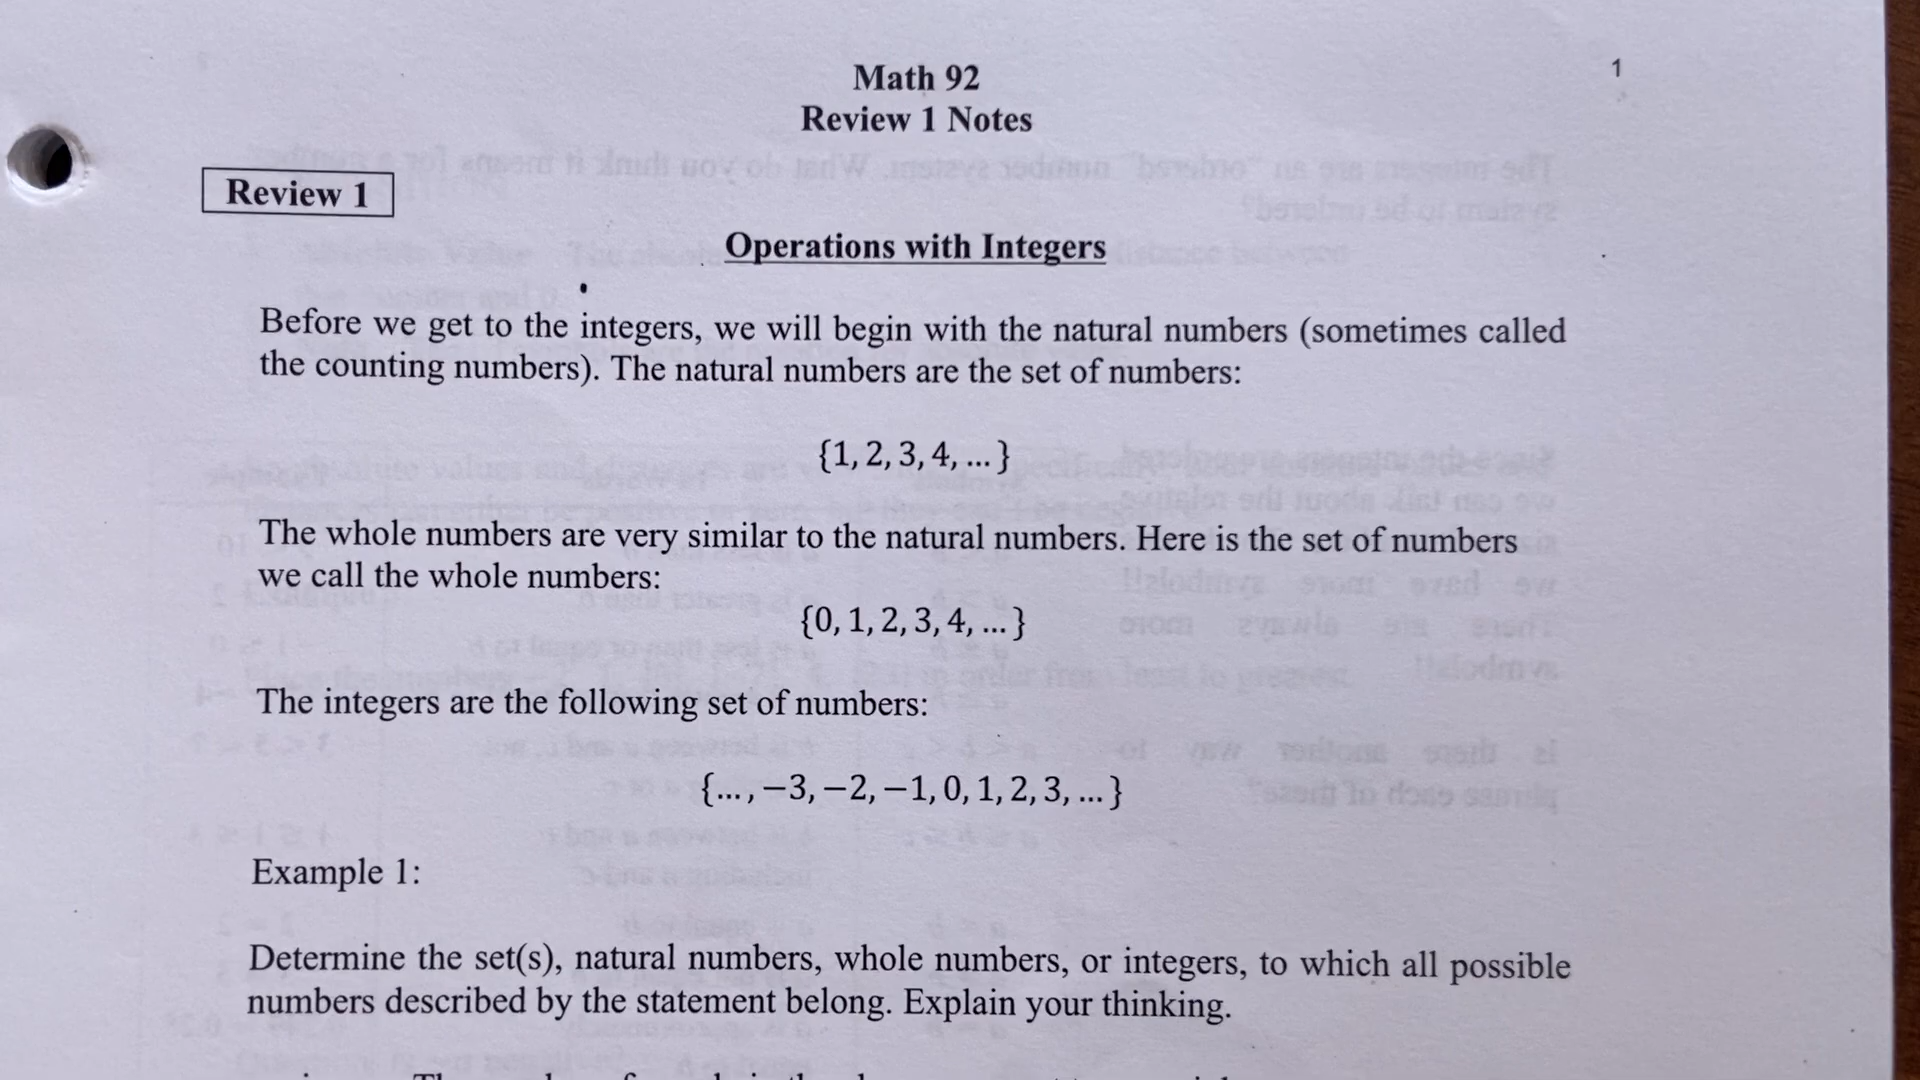 Math 92
1
Review 1 Notes
Review 1
Operations with Integers
Before we get to the integers, we will begin with the natural numbers (sometimes called
the counting numbers). The natural numbers are the set of numbers:
{1, 2, 3, 4, … }
The whole numbers are very similar to the natural numbers. Here is the set of numbers
we call the whole numbers:
{0, 1, 2, 3, 4, … }
The integers are the following set of numbers:
{… , −3, −2, −1, 0, 1, 2, 3, … }
Example 1:
Determine the set(s), natural numbers, whole numbers, or integers, to which all possible
numbers described by the statement belong. Explain your thinking.